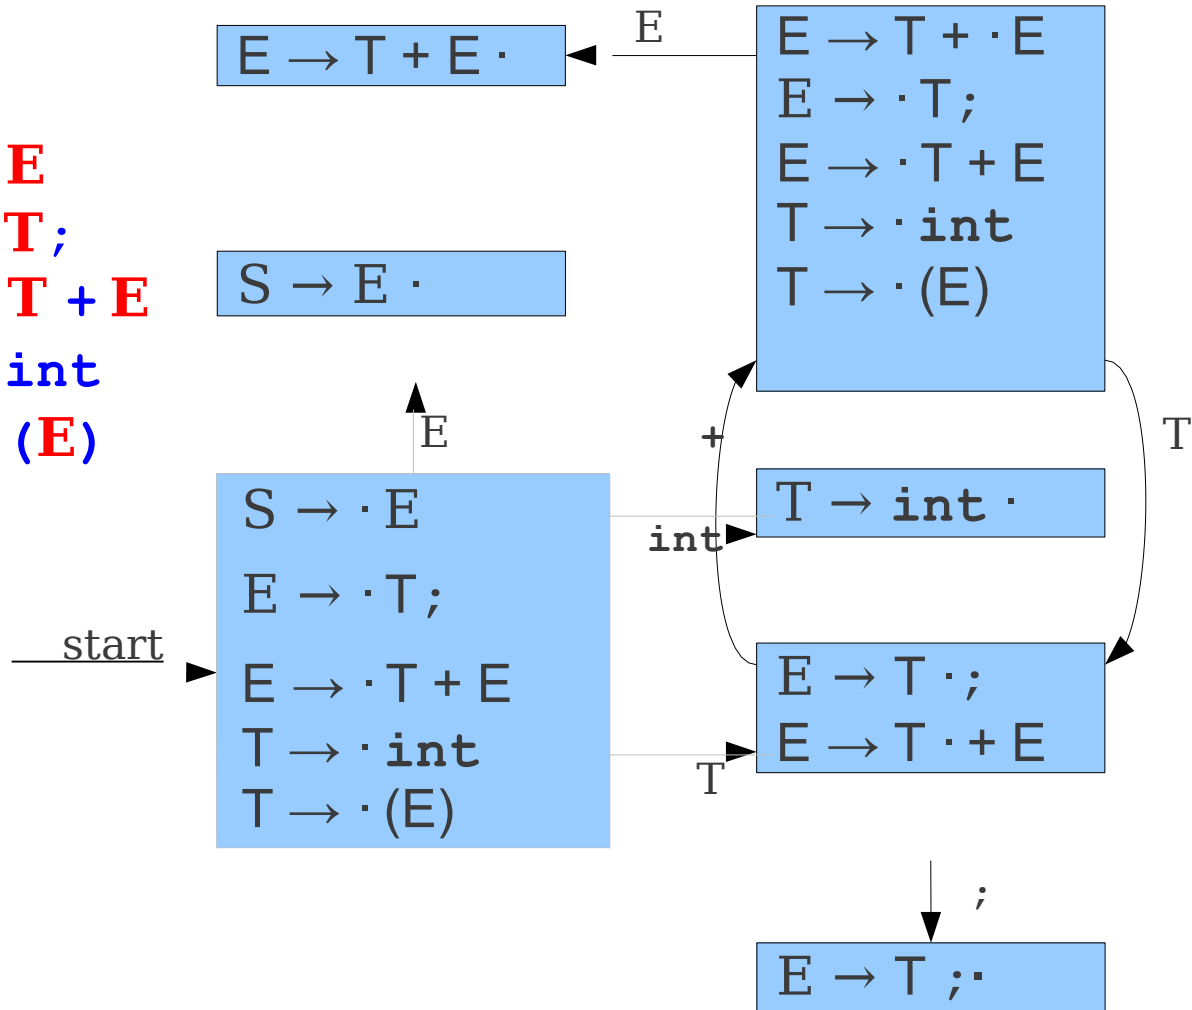 E → T + E ·
E
E → T + · E
E → · T ;
E → · T + E
T → · int
T → · (E)
E
T ;
T + E
int
(E)
S → E ·
E
+
T
S → · E
E → · T ;
E → · T + E
T → · int
T → · (E)
start
int
T → int ·
T
E → T · ;
E → T · + E
;
E → T ; ·